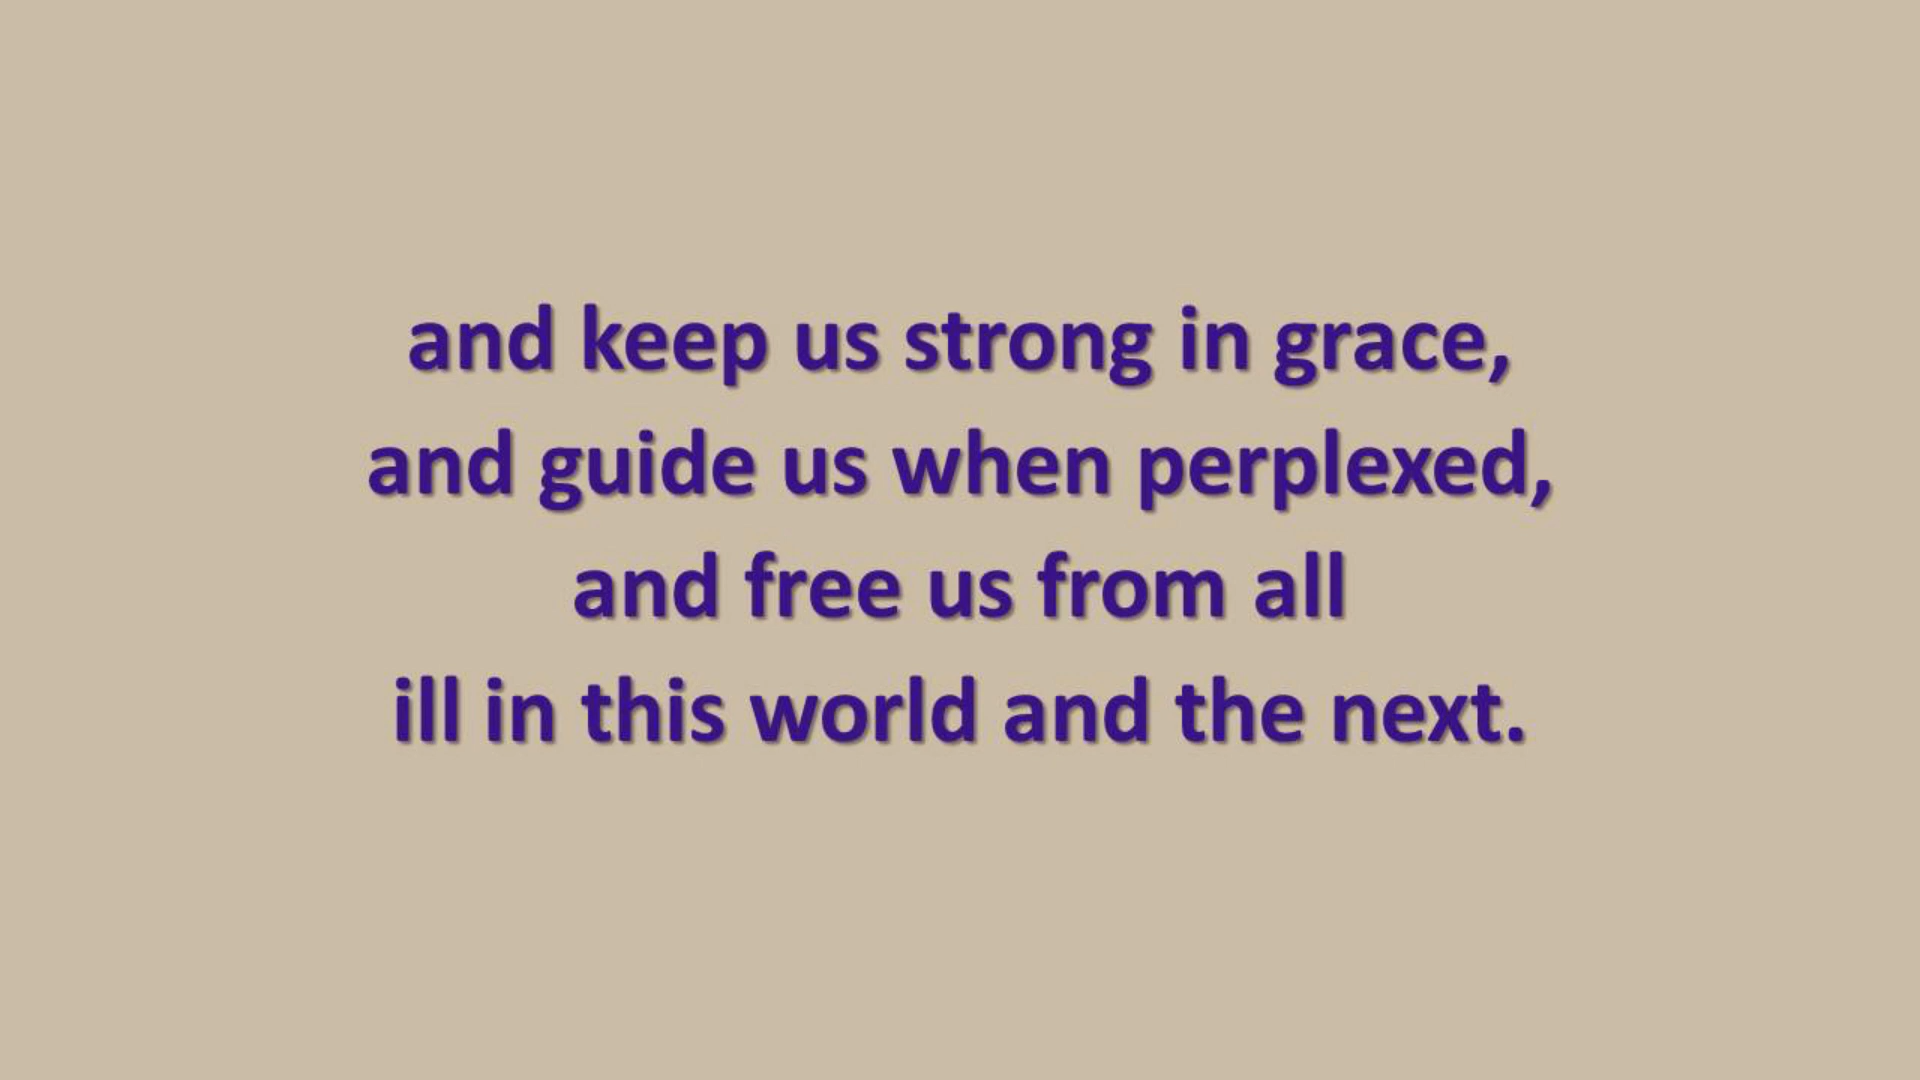 and keep us strong in grace,
and guide us when perplexed,
and free us from all
ill in this world and the next.